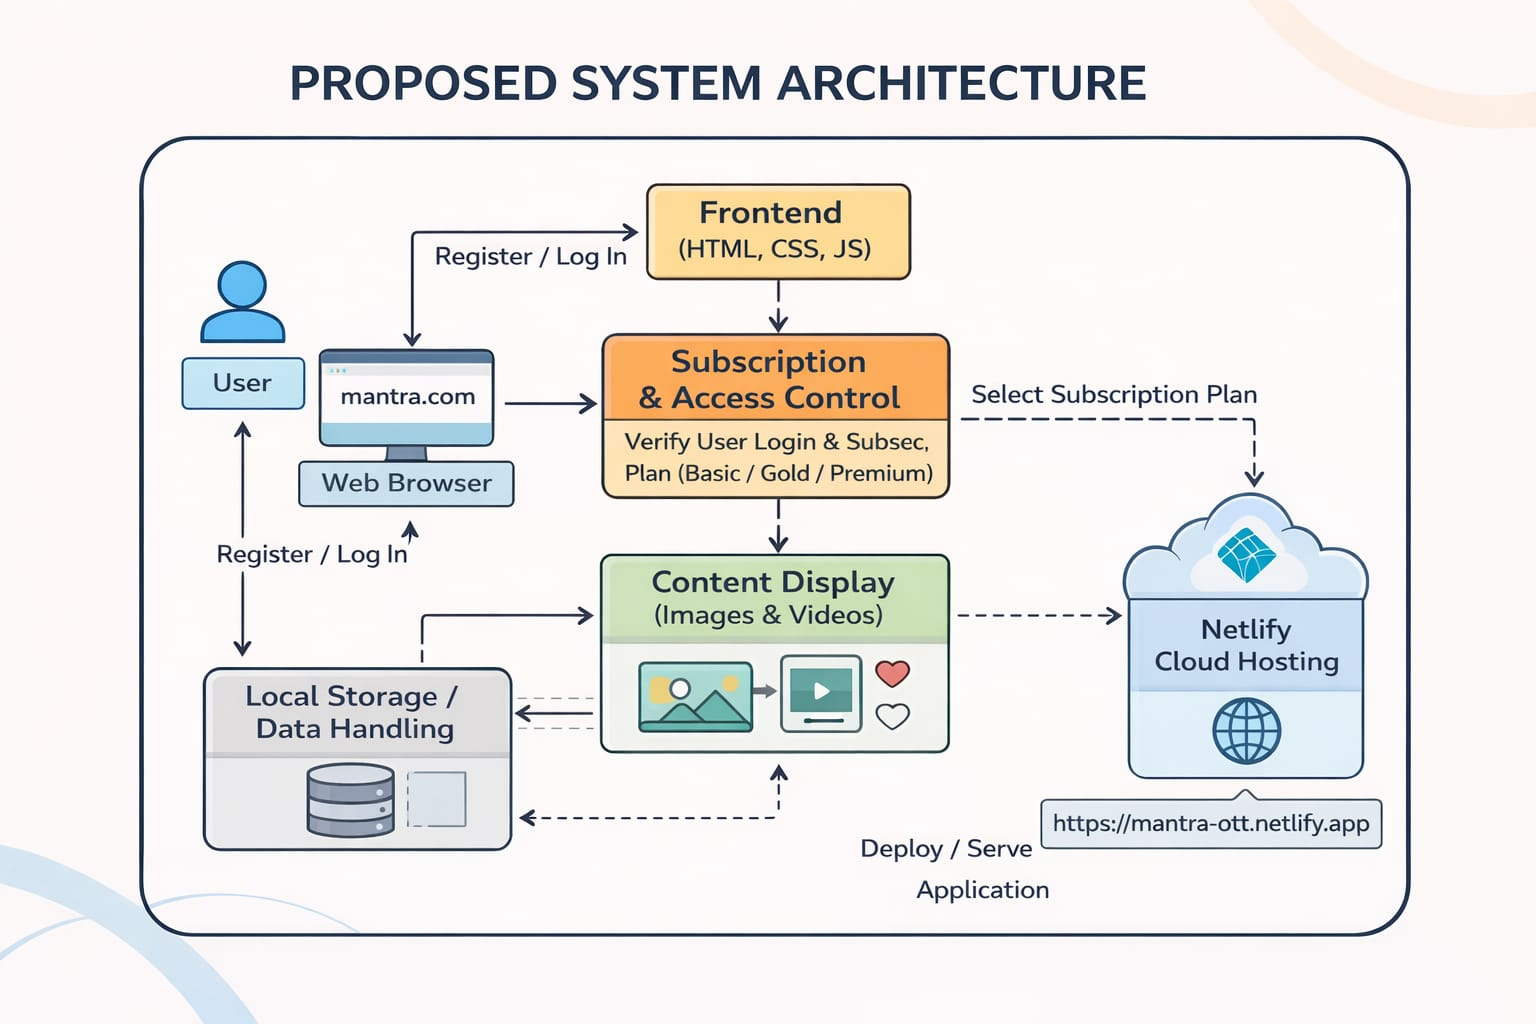 PROPOSED SYSTEM ARCHITECTURE
Frontend
(HTML, CSS, JS)
Register / Log In
User
mantra.com
Web Browser
Subscription
& Access Control
Verify User Login & Subsec,
Plan (Basic / Gold / Premium)
Select Subscription Plan
Register / Log In
Content Display
(Images & Videos)
Netlify
Cloud Hosting
Local Storage /
Data Handling
https://mantra-ott.netlify.app
Deploy / Serve
Application